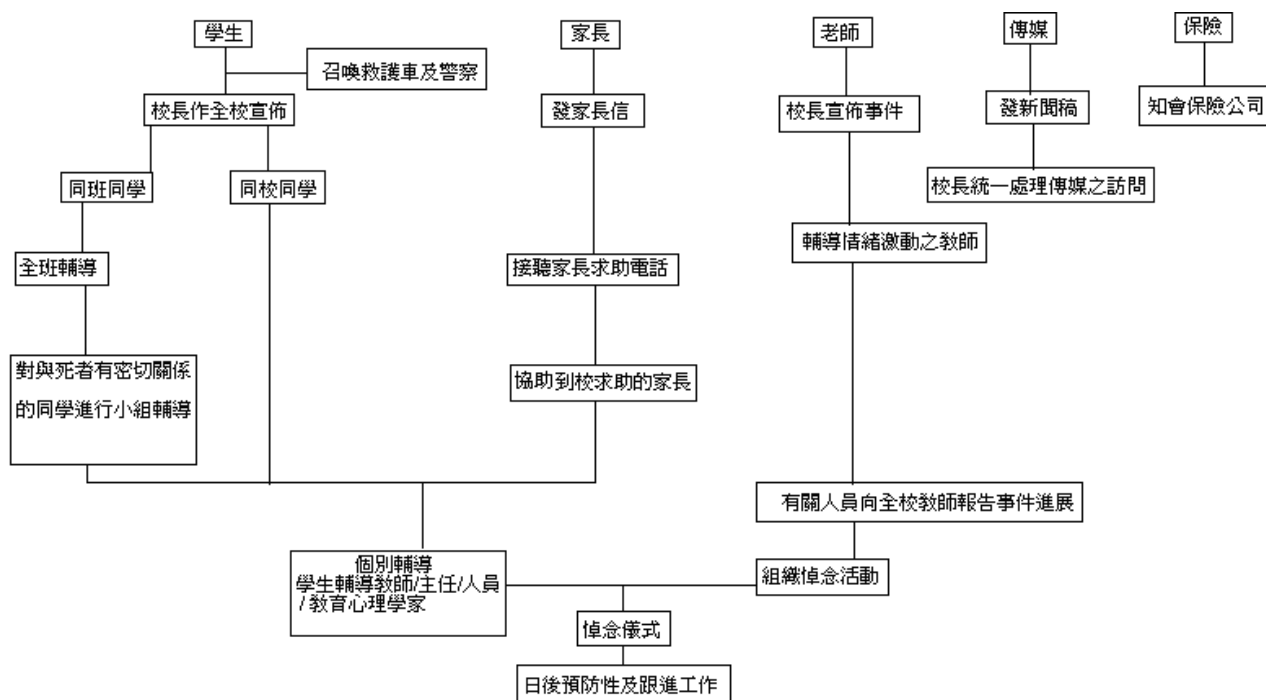 學生
家長
老師
傳媒
保險
召喚救護車及警察
校長作全校宣佈
發家長信
校長宣佈事件
發新聞稿
知會保險公司
同班同學
同校同學
校長統一處理傳媒之訪問
輔導情緒激動之教師
全班輔導
接聽家長求助電話
對與死者有密切關係
的同學進行小組輔導
協助到校求助的家長
有關人員向全校教師報告事件進展
個別輔導
學生輔導教師/主任/人員
/教育心理學家
組織悼念活動
悼念儀式
日後預防性及跟進工作